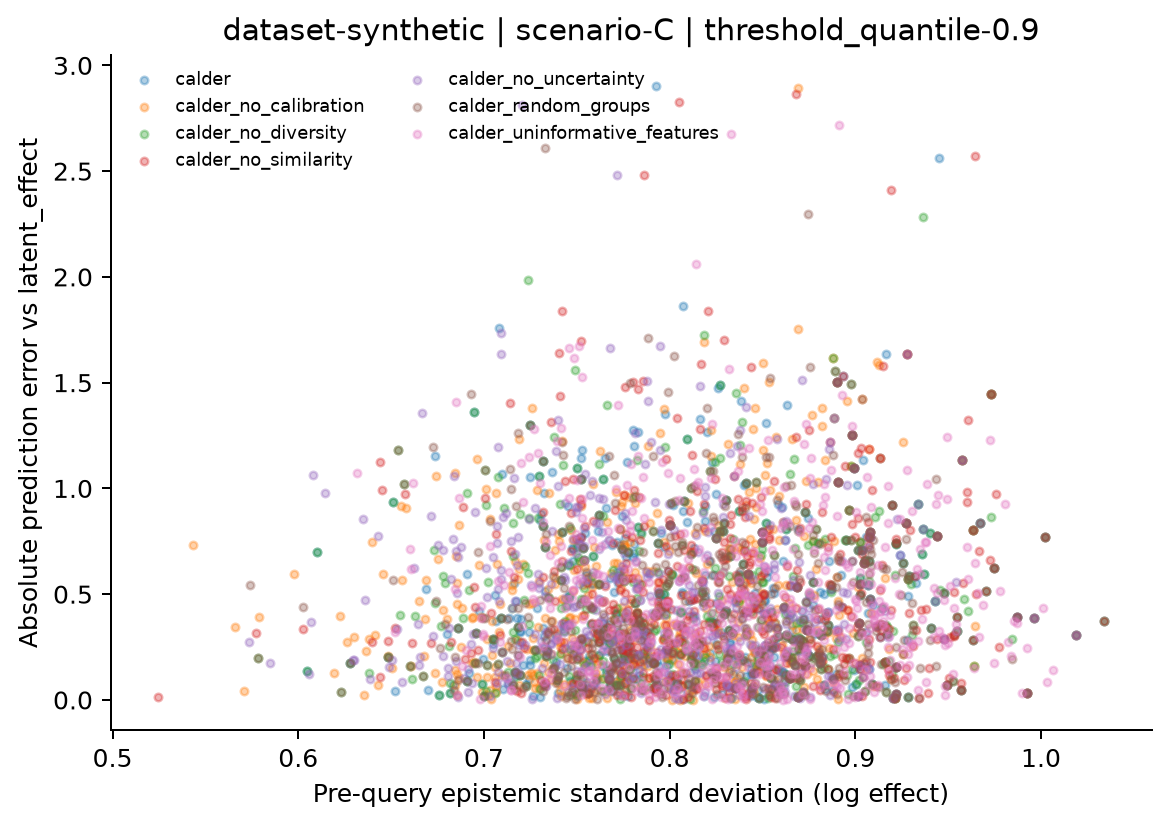 dataset-synthetic | scenario-C | threshold_quantile-0.9
calder
calder_no_calibration
calder_no_diversity
calder_no_similarity
calder_no_uncertainty
calder_random_groups
calder_uninformative_features
Absolute prediction error vs latent_effect
3.0
2.5
2.0
1.5
1.0
0.5
0.0
0.5 0.6 0.7 0.8 0.9 1.0
Pre-query epistemic standard deviation (log effect)